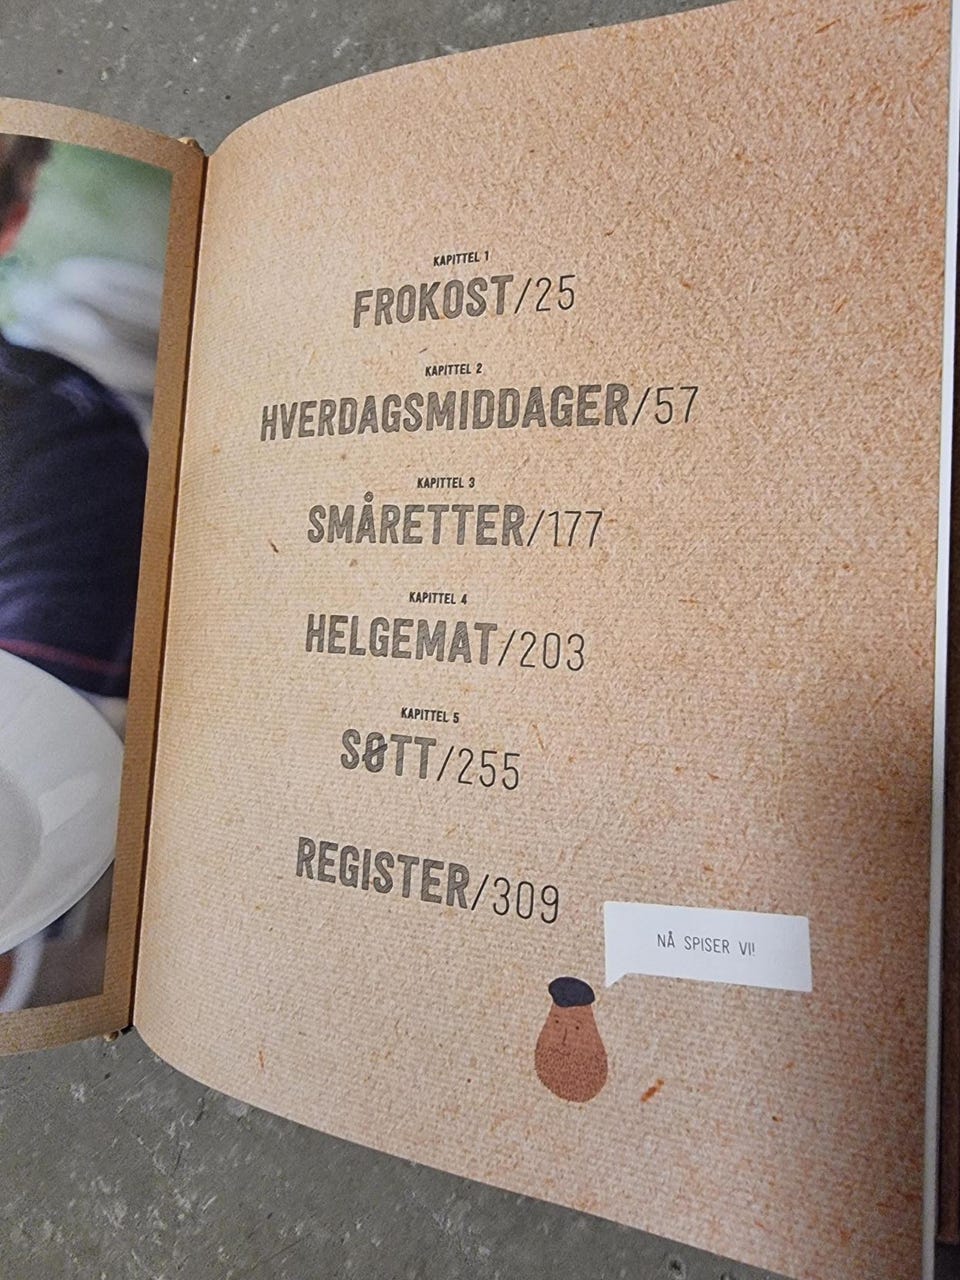 KAPITTEL 1
FROKOST/25
KAPITTEL 2
HVERDAGSMIDDAGER/57
KAPITTEL 3
SMÅRETTER/177
KAPITTEL 4
HELGEMAT/203
KAPITTEL 5
SØTT/255
REGISTER/309
NÅ SPISER VI!